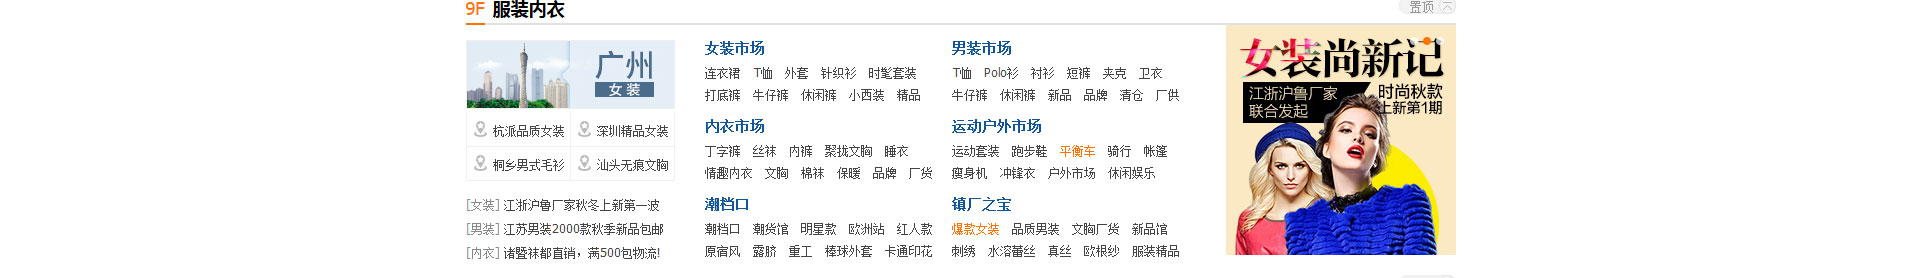 9F 服装内衣
置顶
广州
女装
杭派品质女装 深圳精品女装
桐乡男式毛衫 汕头无痕文胸
[女装] 江浙沪鲁厂家秋冬上新第一波
[男装] 江苏男装2000款秋季新品包邮
[内衣] 诸暨袜都直销，满500包物流!
女装市场
连衣裙 T恤 外套 针织衫 时髦套装
打底裤 牛仔裤 休闲裤 小西装 精品
内衣市场
丁字裤 丝袜 内裤 聚拢文胸 睡衣
情趣内衣 文胸 棉袜 保暖 品牌 厂货
潮档口
潮档口 潮货馆 明星款 欧洲站 红人款
原宿风 露脐 重工 棒球外套 卡通印花
男装市场
T恤 Polo衫 衬衫 短裤 夹克 卫衣
牛仔裤 休闲裤 新品 品牌 清仓 厂供
运动户外市场
运动套装 跑步鞋 平衡车 骑行 帐篷
瘦身机 冲锋衣 户外市场 休闲娱乐
镇厂之宝
爆款女装 品质男装 文胸厂货 新品馆
刺绣 水溶蕾丝 真丝 欧根纱 服装精品
女装尚新记
江浙沪鲁厂家
联合发起
时尚秋款
上新第1期